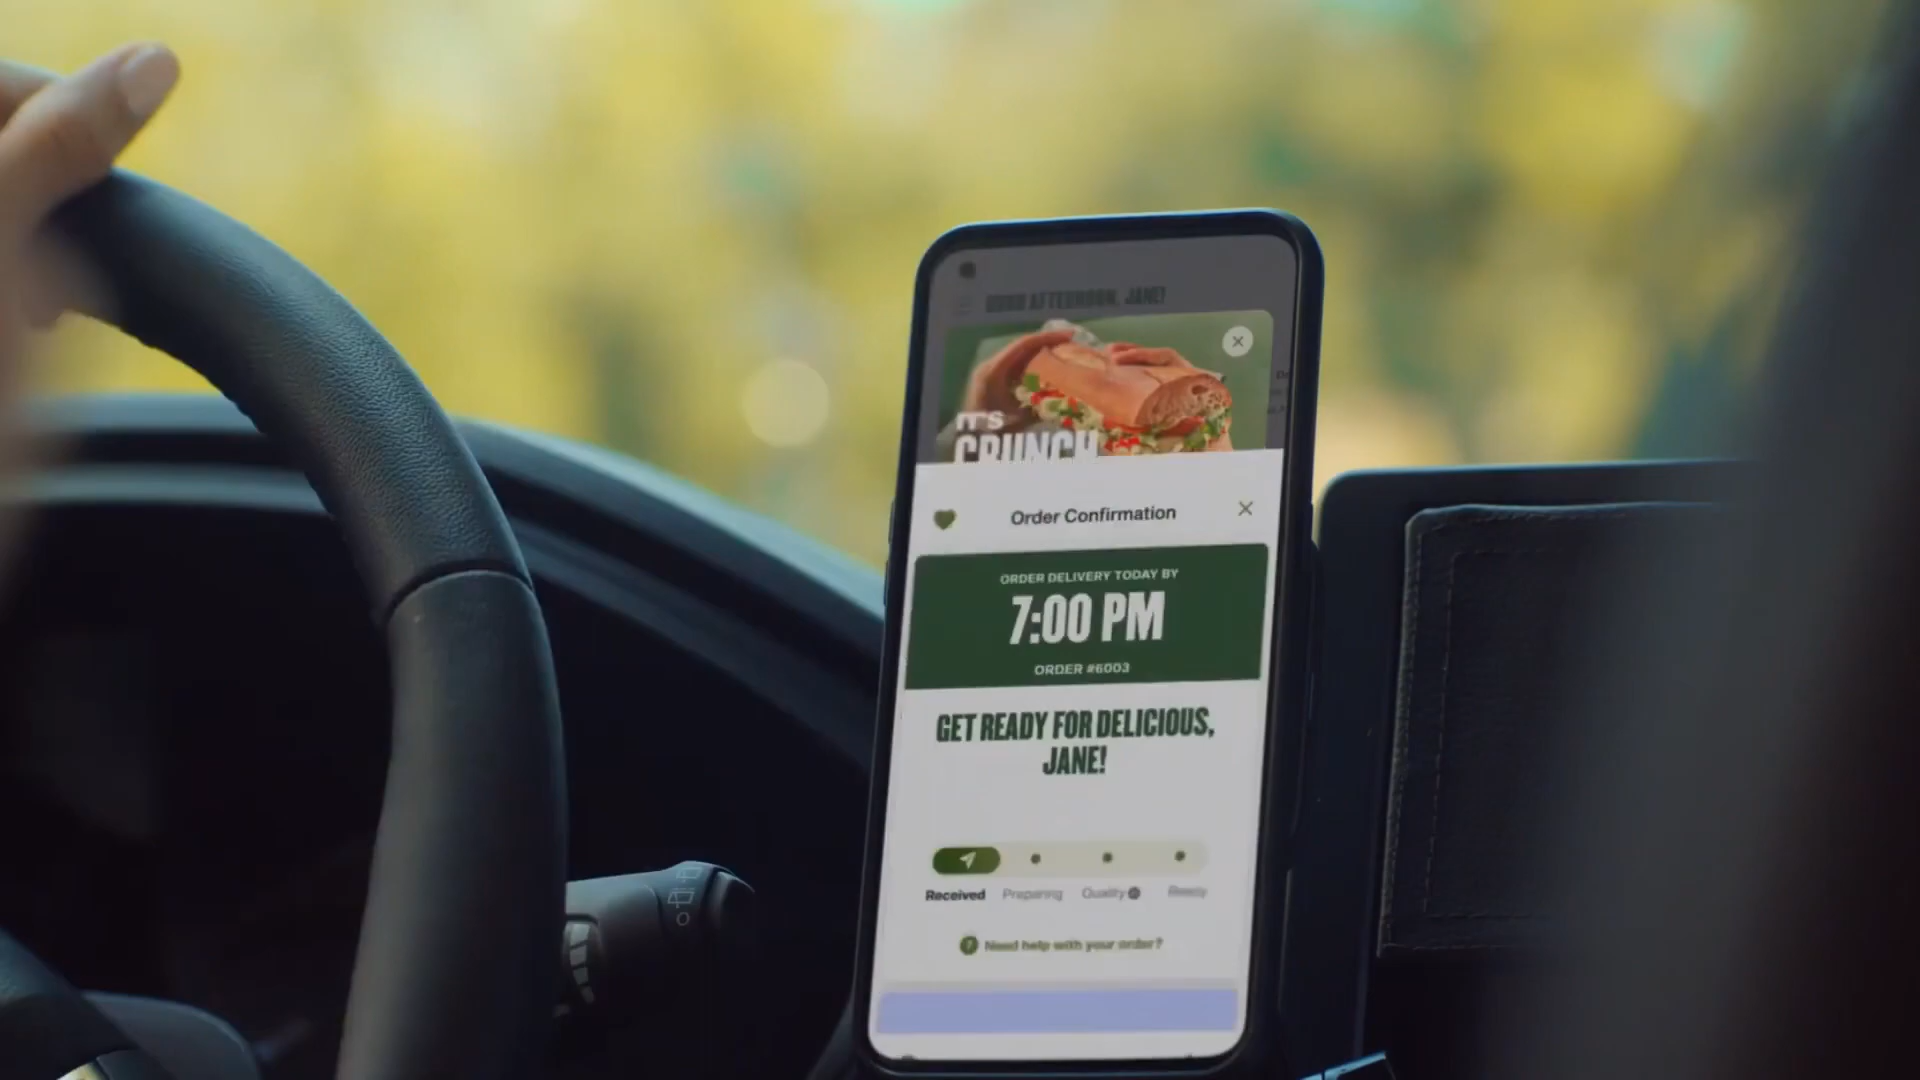 GOOD AFTERNOON, JANE!
IT'S
CRUNCH
Order Confirmation
ORDER DELIVERY TODAY BY
7:00 PM
ORDER #6003
GET READY FOR DELICIOUS,
JANE!
Received Preparing Quality Ready
Need help with your order?